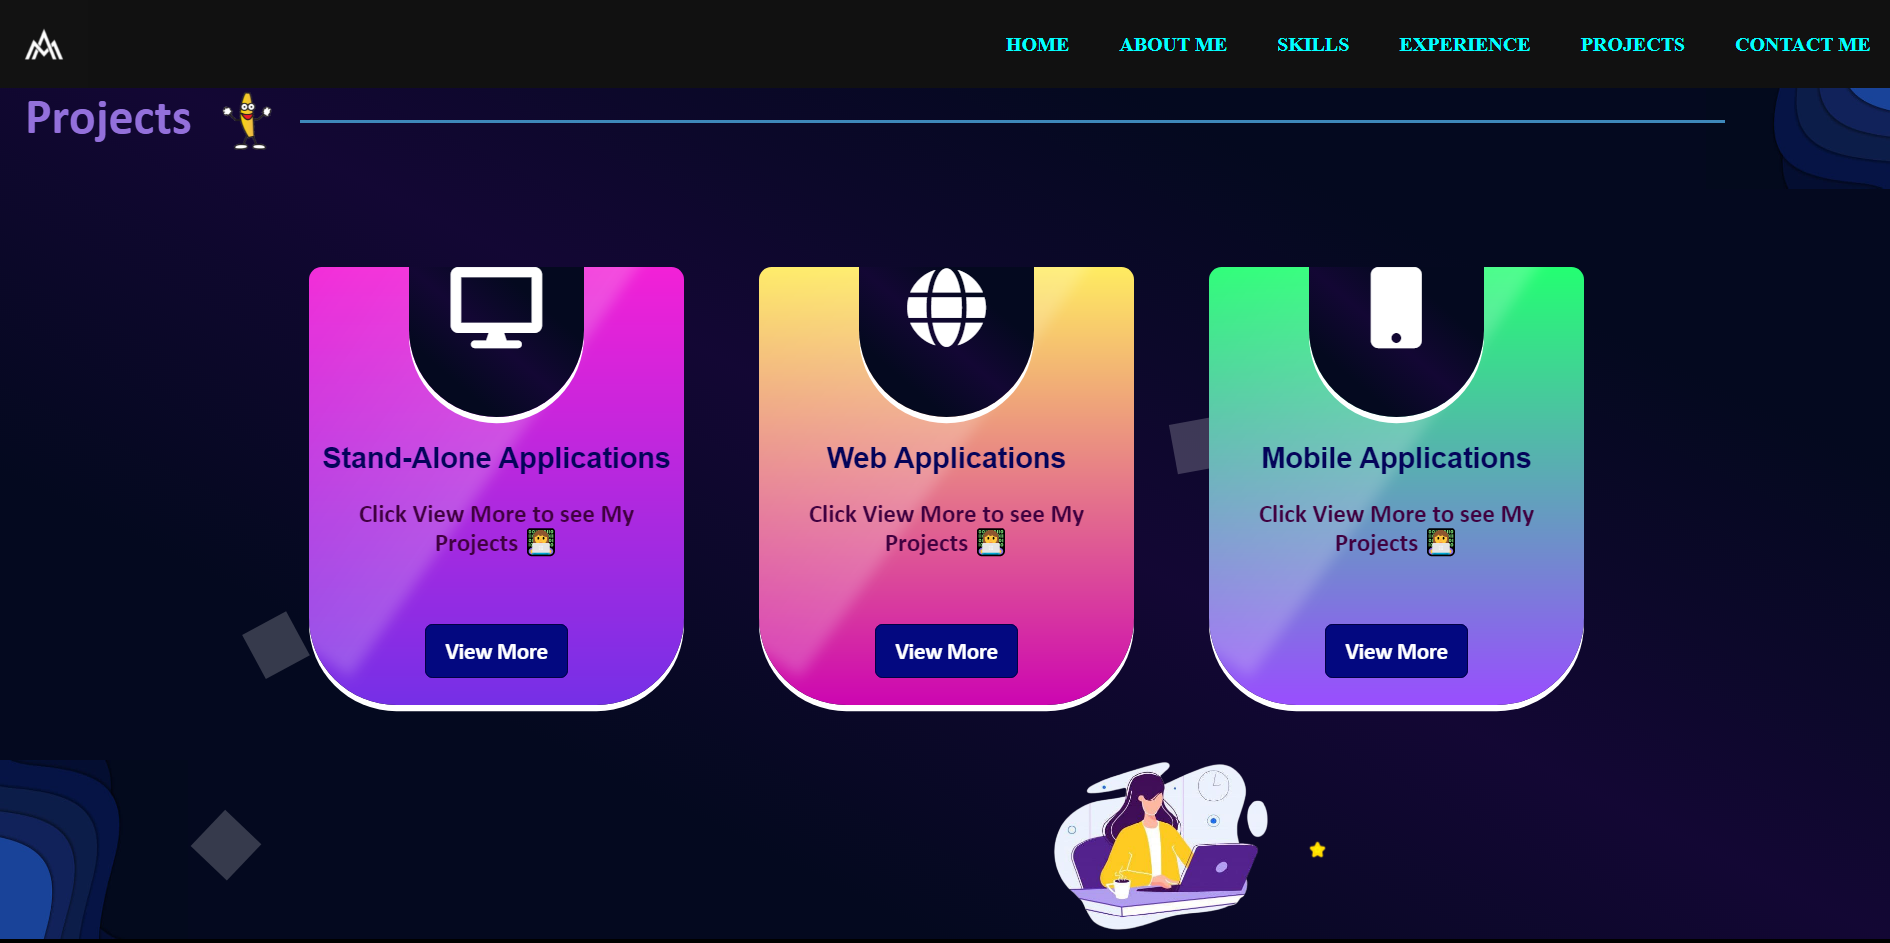 HOME ABOUT ME SKILLS EXPERIENCE PROJECTS CONTACT ME
Projects
Stand-Alone Applications
Click View More to see My
Projects
View More
Web Applications
Click View More to see My
Projects
View More
Mobile Applications
Click View More to see My
Projects
View More